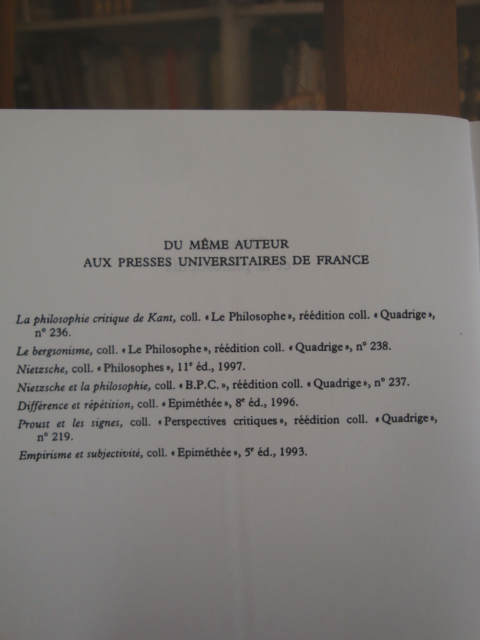 DU MÊME AUTEUR
AUX PRESSES UNIVERSITAIRES DE FRANCE
La philosophie critique de Kant, coll. « Le Philosophe », réédition coll. « Quadrige »,
n° 236.
Le bergsonisme, coll. « Le Philosophe », réédition coll. « Quadrige », n° 238.
Nietzsche, coll. « Philosophes », 11e éd., 1997.
Nietzsche et la philosophie, coll. « B.P.C. », réédition coll. « Quadrige », n° 237.
Différence et répétition, coll. « Epiméthée », 8e éd., 1996.
Proust et les signes, coll. « Perspectives critiques », réédition coll. « Quadrige »,
n° 219.
Empirisme et subjectivité, coll. « Epiméthée », 5e éd., 1993.